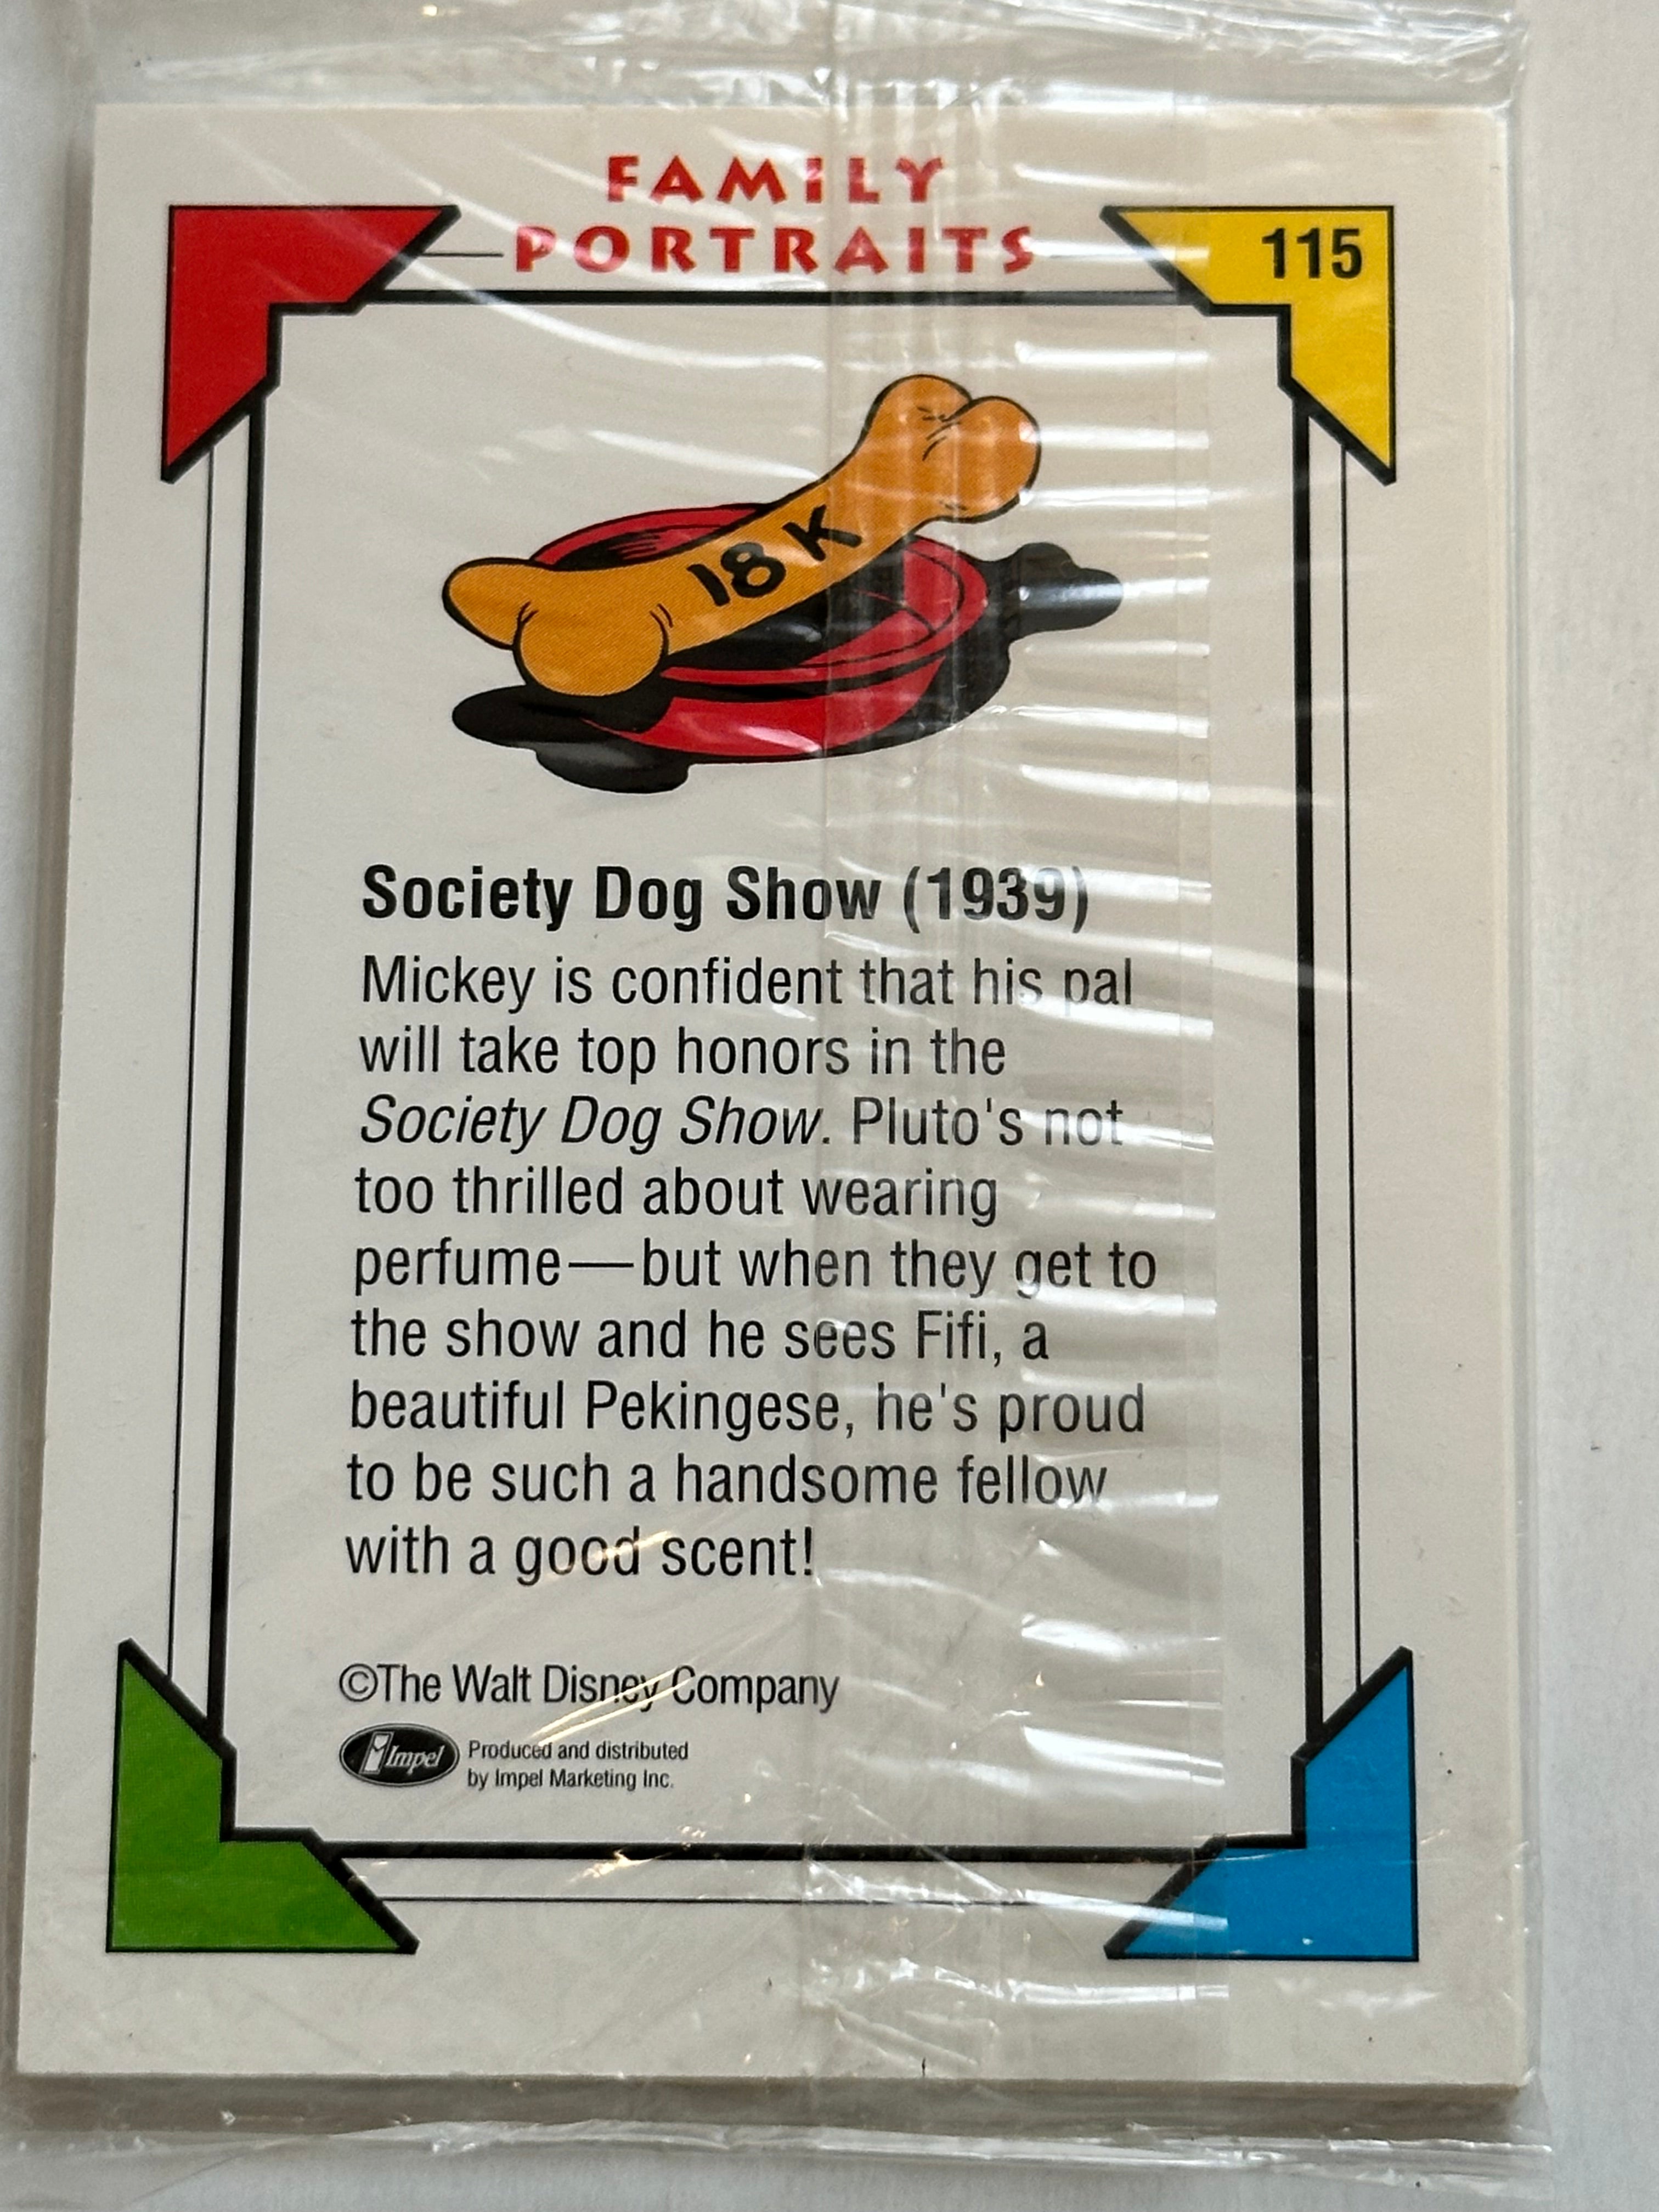 FAMILY
PORTRAITS
115
18 K
Society Dog Show (1939)
Mickey is confident that his pal
will take top honors in the
Society Dog Show. Pluto's not
too thrilled about wearing
perfume—but when they get to
the show and he sees Fifi, a
beautiful Pekingese, he's proud
to be such a handsome fellow
with a good scent!
©The Walt Disney Company
Impel Produced and distributed
by Impel Marketing Inc.